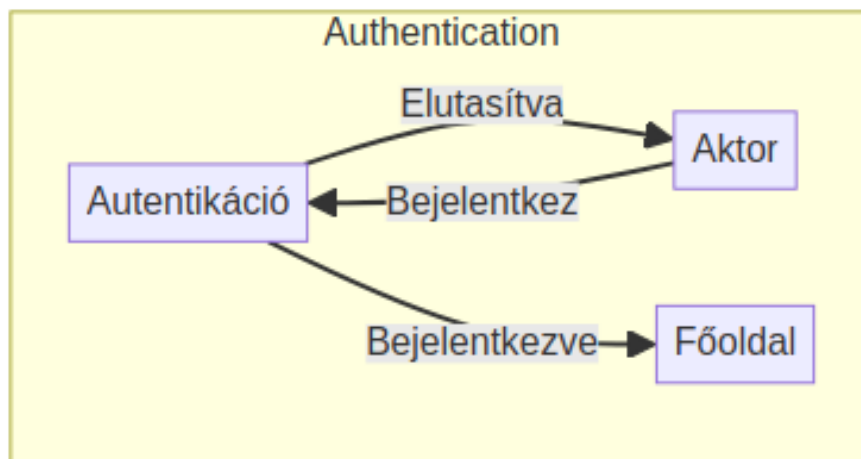 Authentication
Elutasítva
Aktor
Autentikáció
Bejelentkez
Bejelentkezve
Főoldal